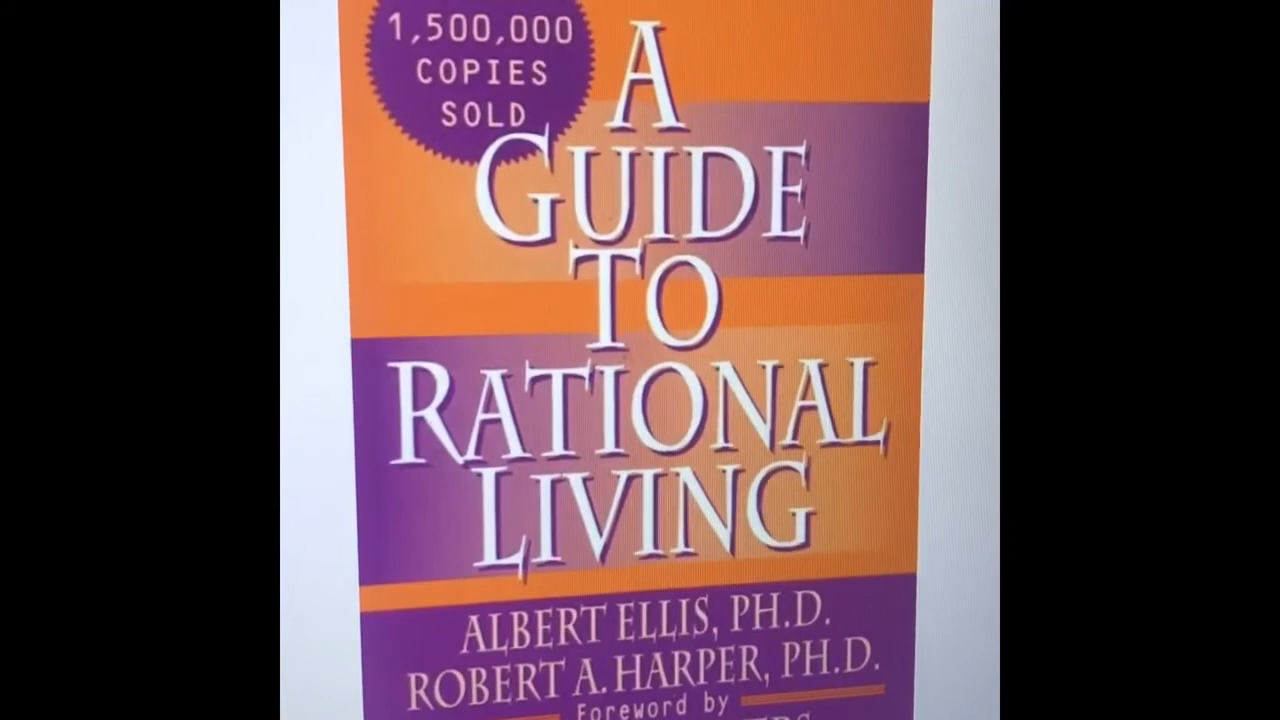 1,500,000
COPIES
SOLD
A
GUIDE
TO
RATIONAL
LIVING
ALBERT ELLIS, PH.D.
ROBERT A. HARPER, PH.D.
Foreword by